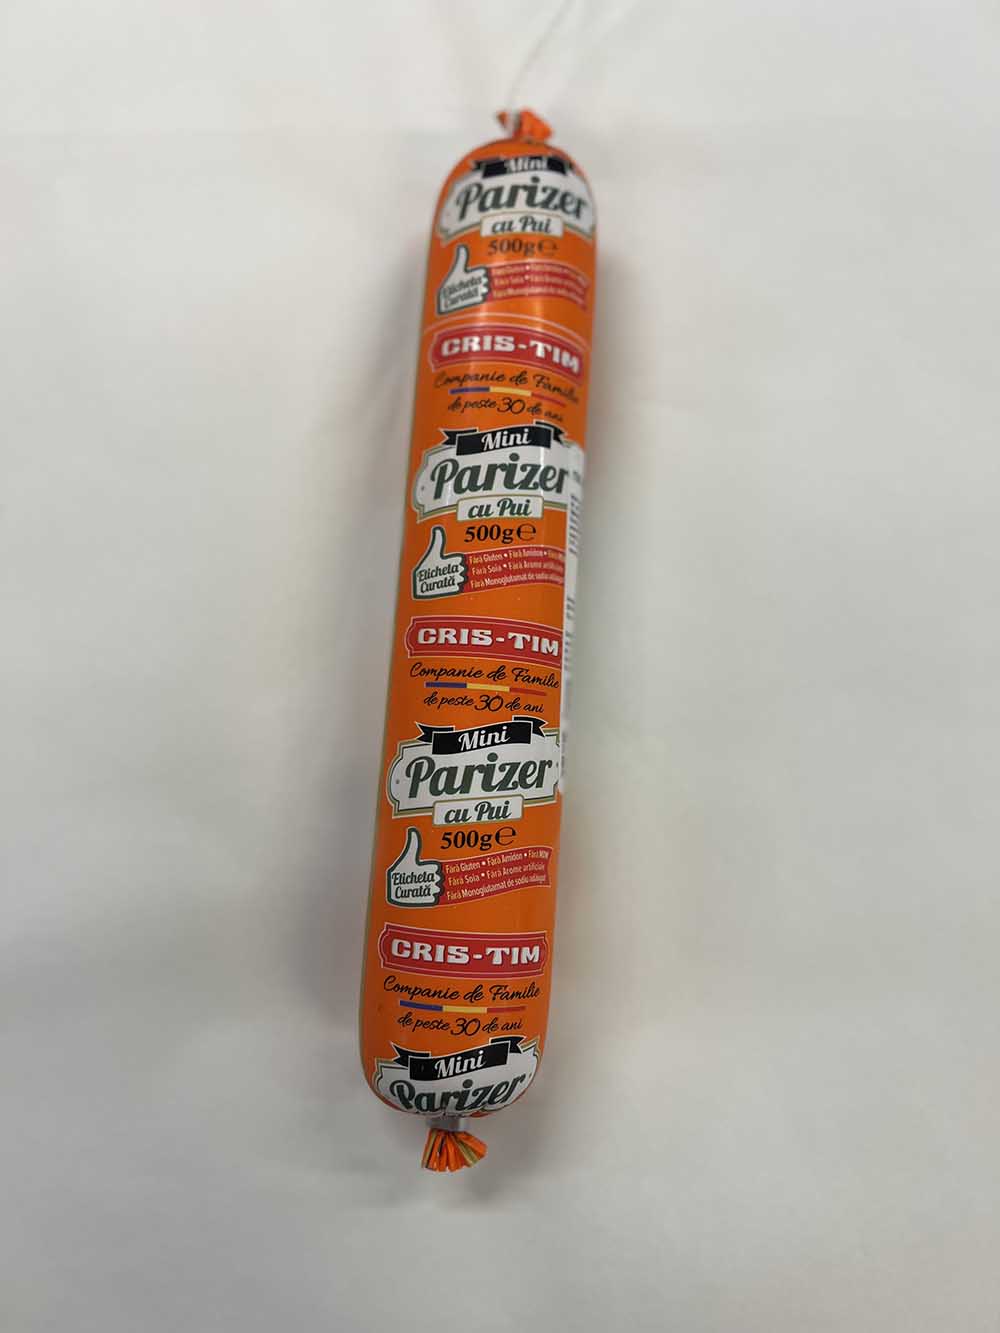 Mini
Parizer
cu Pui
500g℮
Eticheta
Curată
CRIS-TIM
Companie de Familie
de peste 30 de ani
Mini
Parizer
cu Pui
500g℮
Eticheta
Curată
Fără Gluten • Fără Amidon •
Fără Soia • Fără Arome artificiale
Fără Monoglutamat de sodiu adăugat
CRIS-TIM
Companie de Familie
de peste 30 de ani
Mini
Parizer
cu Pui
500g℮
Eticheta
Curată
Fără Gluten • Fără Amidon • Fără MDM
Fără Soia • Fără Arome artificiale
Fără Monoglutamat de sodiu adăugat
CRIS-TIM
Companie de Familie
de peste 30 de ani
Mini
Parizer